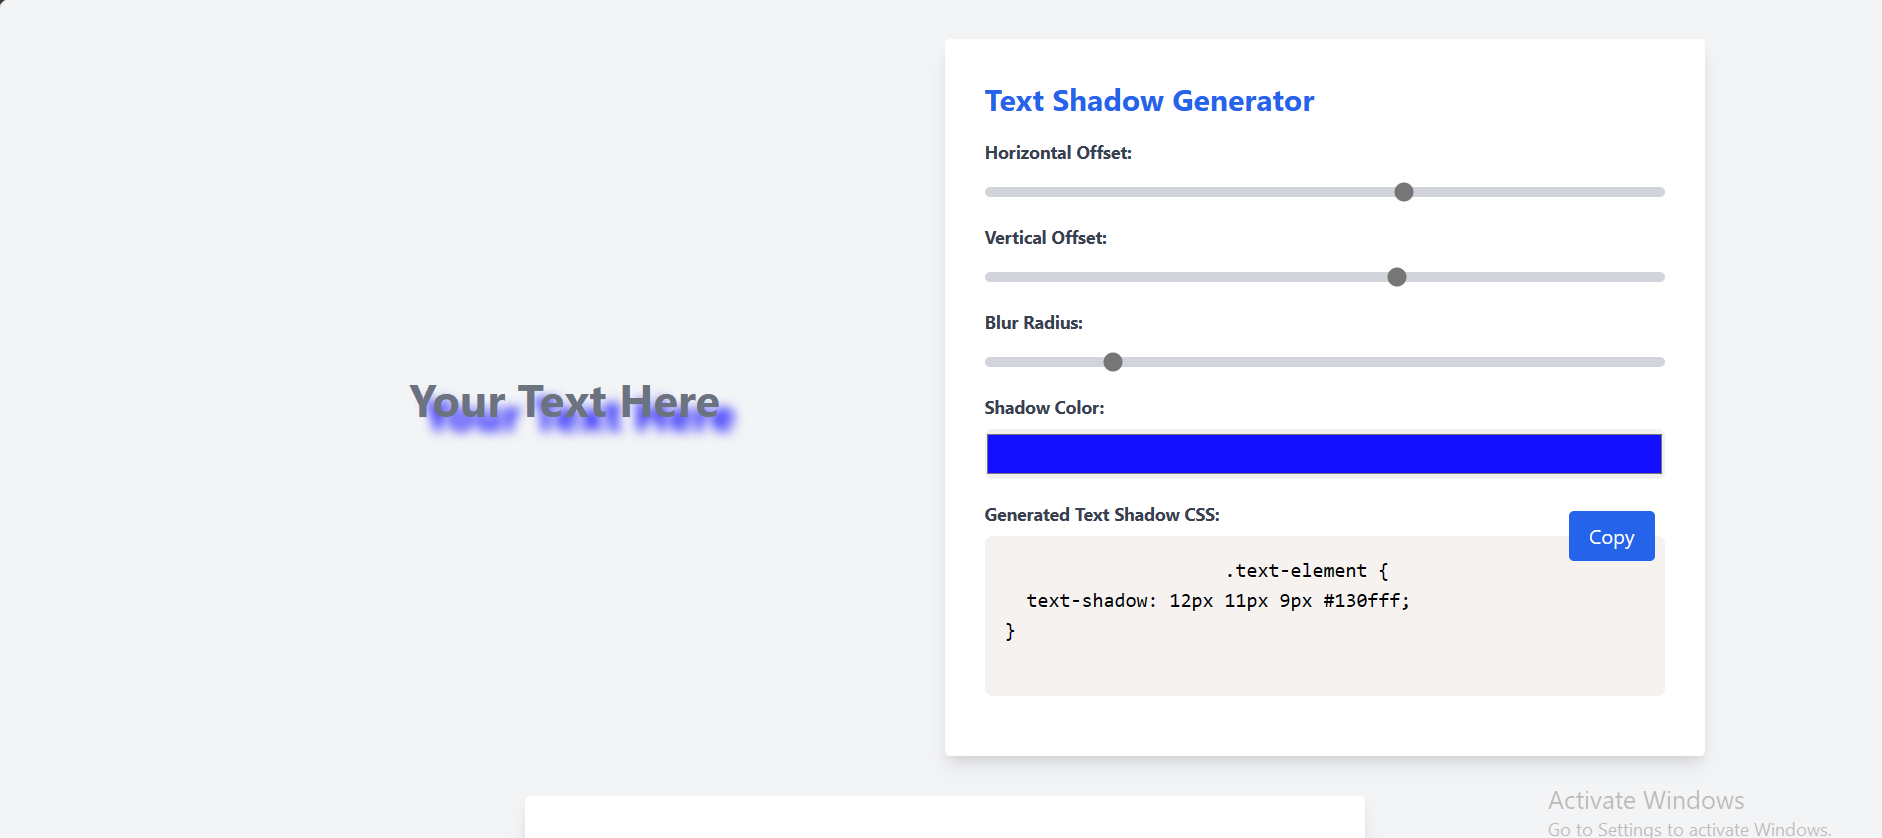 Your Text Here
Text Shadow Generator
Horizontal Offset:
Vertical Offset:
Blur Radius:
Shadow Color:
Generated Text Shadow CSS:
Copy
.text-element {
text-shadow: 12px 11px 9px #130fff;
}
Activate Windows
Go to Settings to activate Windows.